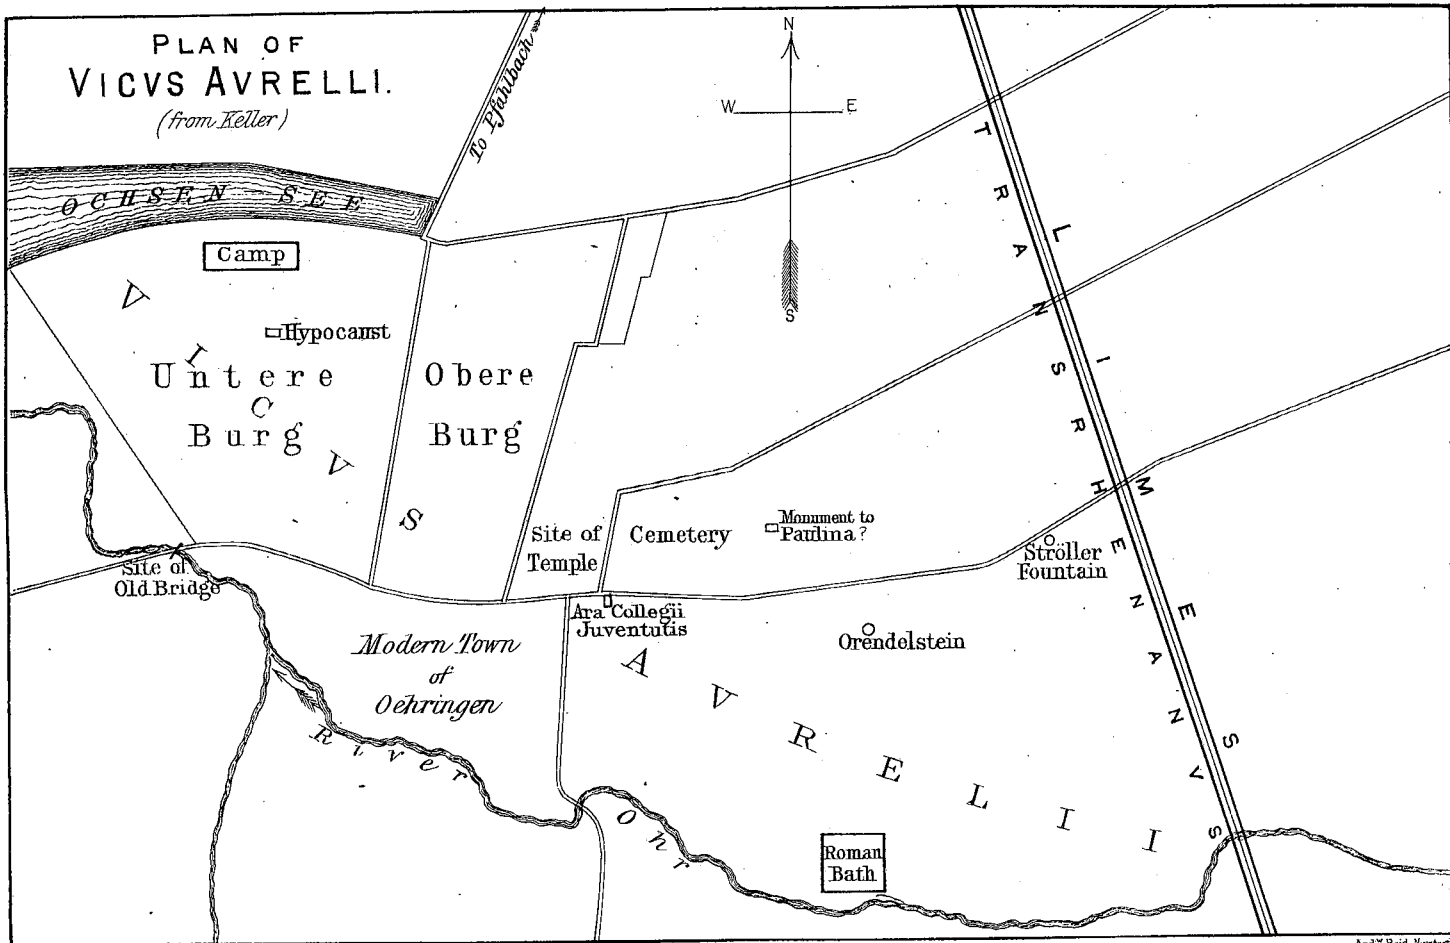 PLAN OF
VICVS AVRELLI.
(from Keller)
To Pfahlbach
N
W E
S
OCHSEN SEE
Camp
Hypocaust
Untere
Burg
Obere
Burg
VICVS
Site of
Temple
Cemetery
Monument to
Paulina?
Ströller
Fountain
Site of
Old Bridge
Ara Collegii
Juventutis
Orendelstein
Modern Town
of
Oehringen
AVRELII
River Ohr
Roman
Bath
LIMES
TRANSRHENANVS